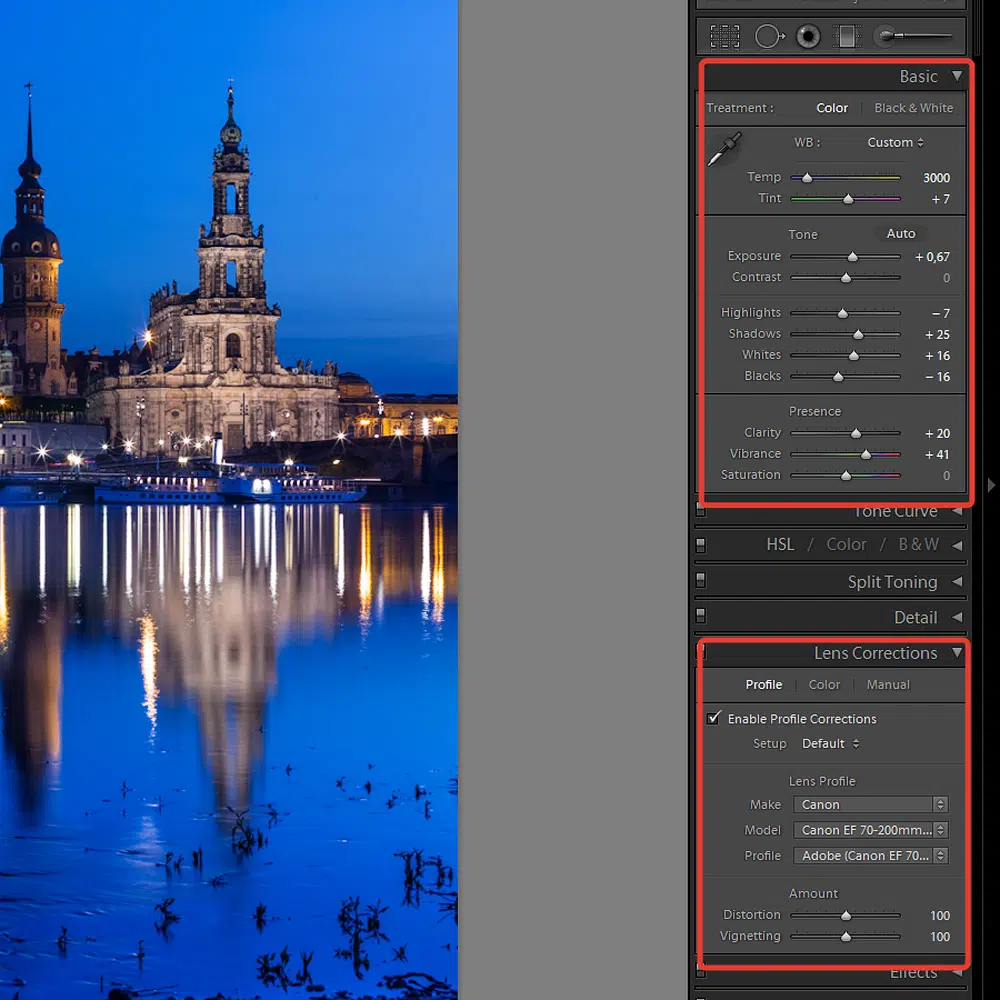 Basic
Treatment : Color Black & White
WB : Custom
Temp 3000
Tint + 7
Tone Auto
Exposure + 0,67
Contrast 0
Highlights − 7
Shadows + 25
Whites + 16
Blacks − 16
Presence
Clarity + 20
Vibrance + 41
Saturation 0
Tone Curve
HSL / Color / B & W
Split Toning
Detail
Lens Corrections
Profile Color Manual
Enable Profile Corrections
Setup Default
Lens Profile
Make Canon
Model Canon EF 70-200mm...
Profile Adobe (Canon EF 70...
Amount
Distortion 100
Vignetting 100
Effects